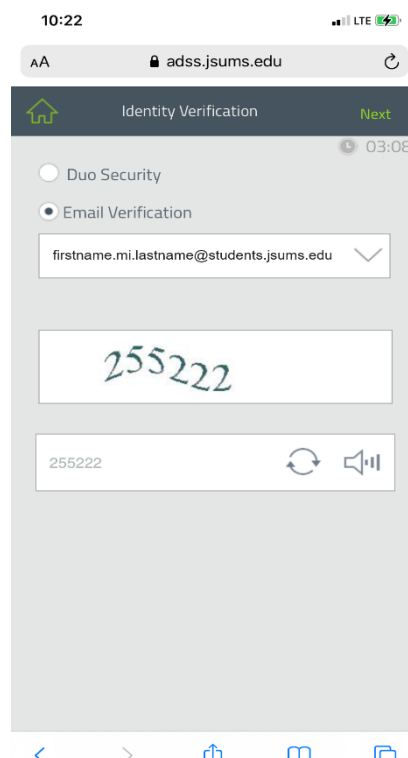 10:22 LTE
AA adss.jsums.edu
Identity Verification Next
03:08
Duo Security
Email Verification
firstname.mi.lastname@students.jsums.edu
255222
255222